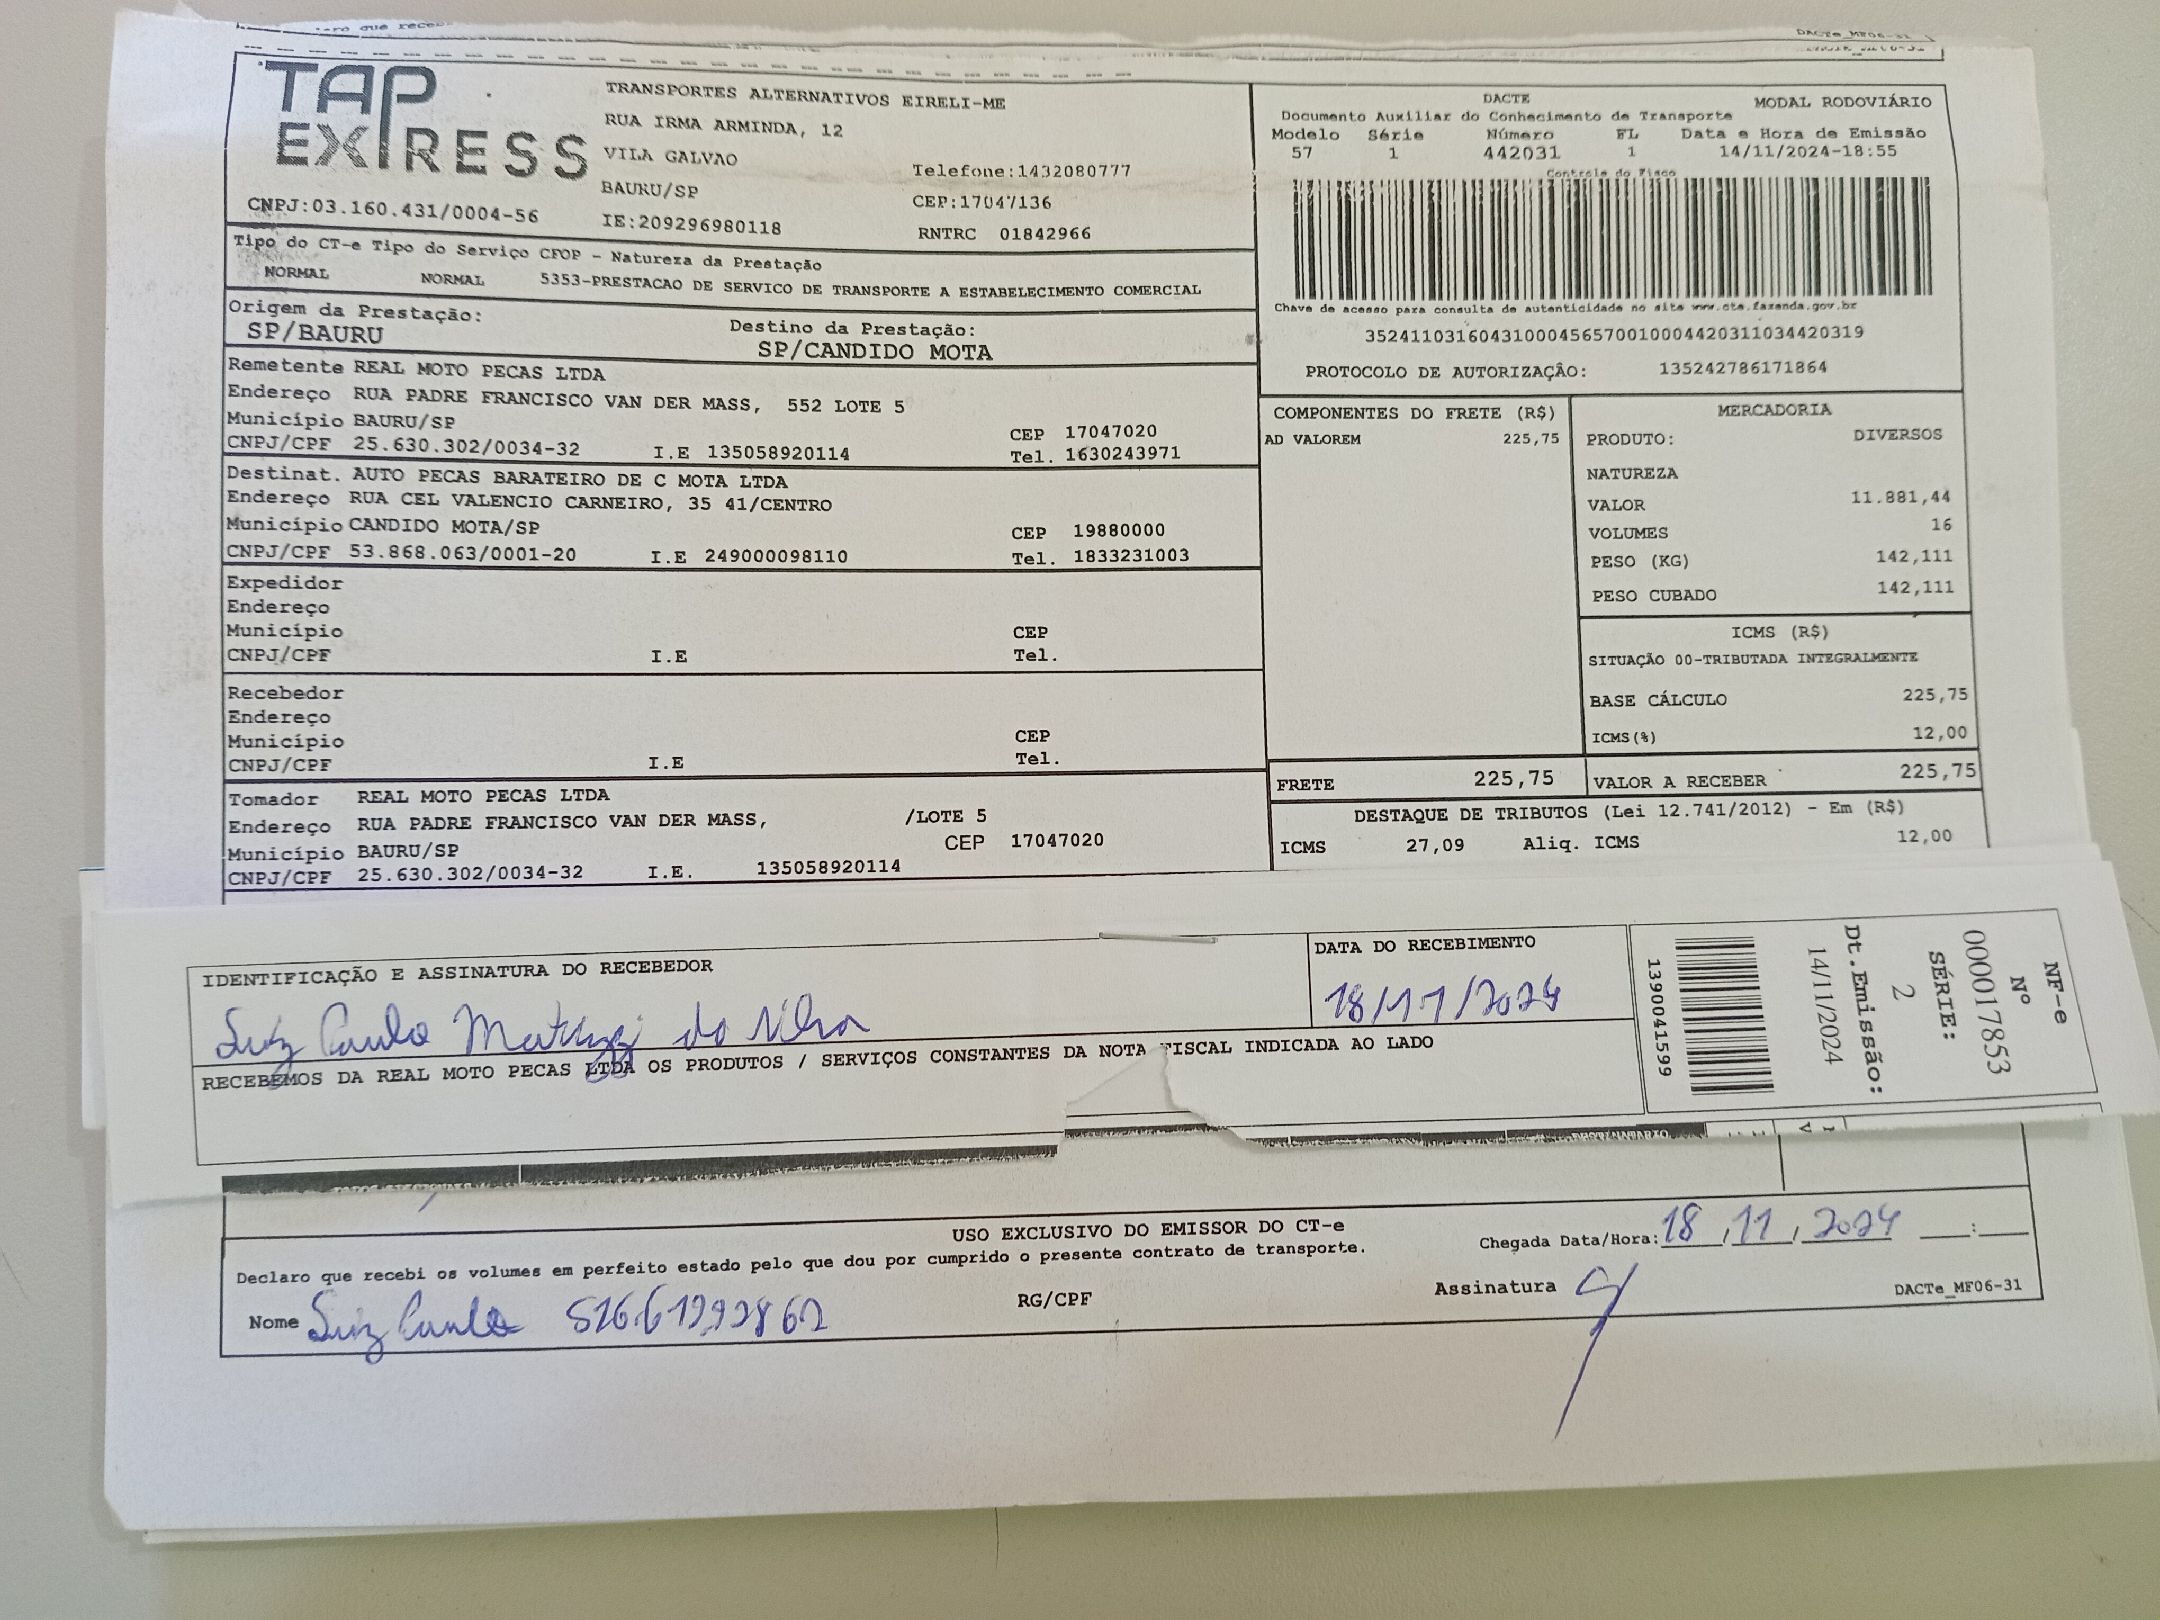 TAP EXPRESS
TRANSPORTES ALTERNATIVOS EIRELI-ME
RUA IRMA ARMINDA, 12
VILA GALVAO
Telefone:1432080777
BAURU/SP
CEP:17047136
CNPJ:03.160.431/0004-56
IE:209296980118
RNTRC 01842966
DACTE MODAL RODOVIÁRIO
Documento Auxiliar do Conhecimento de Transporte
Modelo Série Número FL Data e Hora de Emissão
57 1 442031 1 14/11/2024-18:55
Controle do Fisco
Chave de acesso para consulta de autenticidade no site www.cte.fazenda.gov.br
35241103160431000456570010004420311034420319
PROTOCOLO DE AUTORIZAÇÃO: 135242786171864
Tipo do CT-e Tipo do Serviço CFOP - Natureza da Prestação
NORMAL NORMAL 5353-PRESTACAO DE SERVICO DE TRANSPORTE A ESTABELECIMENTO COMERCIAL
Origem da Prestação: Destino da Prestação:
SP/BAURU SP/CANDIDO MOTA
Remetente REAL MOTO PECAS LTDA
Endereço RUA PADRE FRANCISCO VAN DER MASS, 552 LOTE 5
Município BAURU/SP CEP 17047020
CNPJ/CPF 25.630.302/0034-32 I.E 135058920114 Tel. 1630243971
Destinat. AUTO PECAS BARATEIRO DE C MOTA LTDA
Endereço RUA CEL VALENCIO CARNEIRO, 35 41/CENTRO
Município CANDIDO MOTA/SP CEP 19880000
CNPJ/CPF 53.868.063/0001-20 I.E 249000098110 Tel. 1833231003
Expedidor
Endereço
Município CEP
CNPJ/CPF I.E Tel.
Recebedor
Endereço
Município CEP
CNPJ/CPF I.E Tel.
Tomador REAL MOTO PECAS LTDA
Endereço RUA PADRE FRANCISCO VAN DER MASS, /LOTE 5
Município BAURU/SP CEP 17047020
CNPJ/CPF 25.630.302/0034-32 I.E. 135058920114
COMPONENTES DO FRETE (R$)
AD VALOREM 225,75
MERCADORIA
PRODUTO: DIVERSOS
NATUREZA
VALOR 11.881,44
VOLUMES 16
PESO (KG) 142,111
PESO CUBADO 142,111
ICMS (R$)
SITUAÇÃO 00-TRIBUTADA INTEGRALMENTE
BASE CÁLCULO 225,75
ICMS(%) 12,00
FRETE 225,75 VALOR A RECEBER 225,75
DESTAQUE DE TRIBUTOS (Lei 12.741/2012) - Em (R$)
ICMS 27,09 Aliq. ICMS 12,00
IDENTIFICAÇÃO E ASSINATURA DO RECEBEDOR
Luiz Paulo
DATA DO RECEBIMENTO
18/11/2024
RECEBEMOS DA REAL MOTO PECAS LTDA OS PRODUTOS / SERVIÇOS CONSTANTES DA NOTA FISCAL INDICADA AO LADO
NF-e
Nº
000017853
SÉRIE:
2
Dt.Emissão:
14/11/2024
1390041599
USO EXCLUSIVO DO EMISSOR DO CT-e
Declaro que recebi os volumes em perfeito estado pelo que dou por cumprido o presente contrato de transporte.
Chegada Data/Hora: 18/11/2024 __:__
Nome Luiz Paulo RG/CPF Assinatura
DACTe_MF06-31